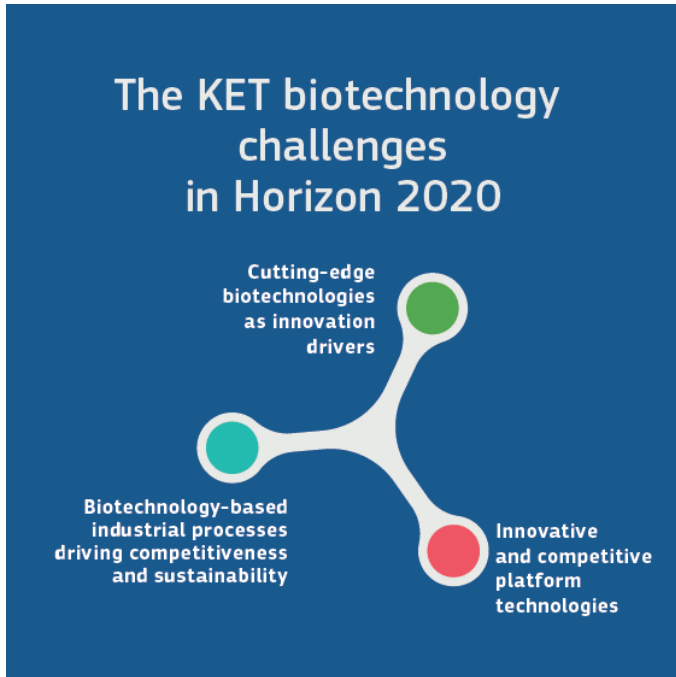 The KET biotechnology
challenges
in Horizon 2020
Cutting-edge
biotechnologies
as innovation
drivers
Biotechnology-based
industrial processes
driving competitiveness
and sustainability
Innovative
and competitive
platform
technologies